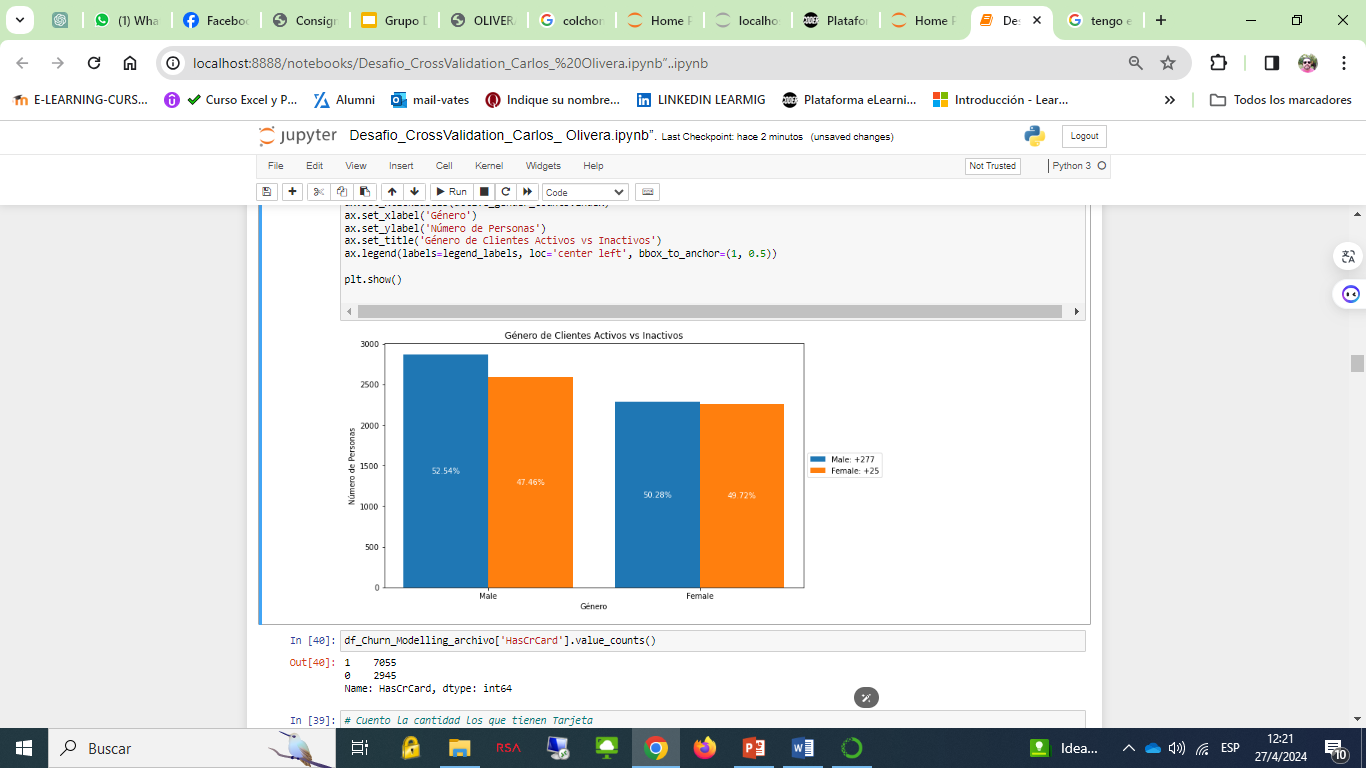 (1) Wha
Facebo
Consign
Grupo D
OLIVERA
colchon
Home P
localho
Platafor
Home P
Des
tengo e
localhost:8888/notebooks/Desafio_CrossValidation_Carlos_%20Olivera.ipynb"..ipynb
E-LEARNING-CURS...
Curso Excel y P...
Alumni
mail-vates
Indique su nombre...
LINKEDIN LEARMIG
Plataforma eLearni...
Introducción - Lear...
»
Todos los marcadores
jupyter Desafio_CrossValidation_Carlos_ Olivera.ipynb". Last Checkpoint: hace 2 minutos (unsaved changes)
Logout
File Edit View Insert Cell Kernel Widgets Help
Not Trusted
Python 3
Run
Code
ax.set_xlabel('Género')
ax.set_ylabel('Número de Personas')
ax.set_title('Género de Clientes Activos vs Inactivos')
ax.legend(labels=legend_labels, loc='center left', bbox_to_anchor=(1, 0.5))
plt.show()
Género de Clientes Activos vs Inactivos
3000
2500
2000
1500
1000
500
0
Número de Personas
52.54%
47.46%
50.28%
49.72%
Male
Female
Género
Male: +277
Female: +25
In [40]: df_Churn_Modelling_archivo['HasCrCard'].value_counts()
Out[40]: 1 7055
0 2945
Name: HasCrCard, dtype: int64
In [39]: # Cuento la cantidad los que tienen Tarjeta
Buscar
RSA
Idea...
ESP
12:21
27/4/2024
10